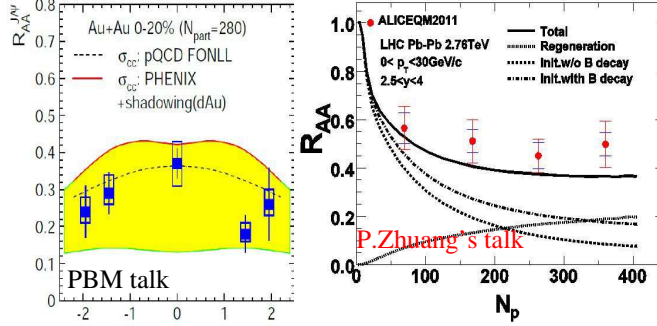 R_AA^J/ψ
Au+Au 0-20% (N_part=280)
σ_cc: pQCD FONLL
σ_cc: PHENIX
+shadowing(dAu)
0.8
0.7
0.6
0.5
0.4
0.3
0.2
0.1
0
PBM talk
-2 -1 0 1 2
R_AA
1.0
0.8
0.6
0.4
0.2
0.0
ALICEQM2011
LHC Pb-Pb 2.76TeV
0< p_T<30GeV/c
2.5<y<4
Total
Regeneration
Init.w/o B decay
Init.with B decay
P.Zhuang's talk
0 100 200 300 400
N_p